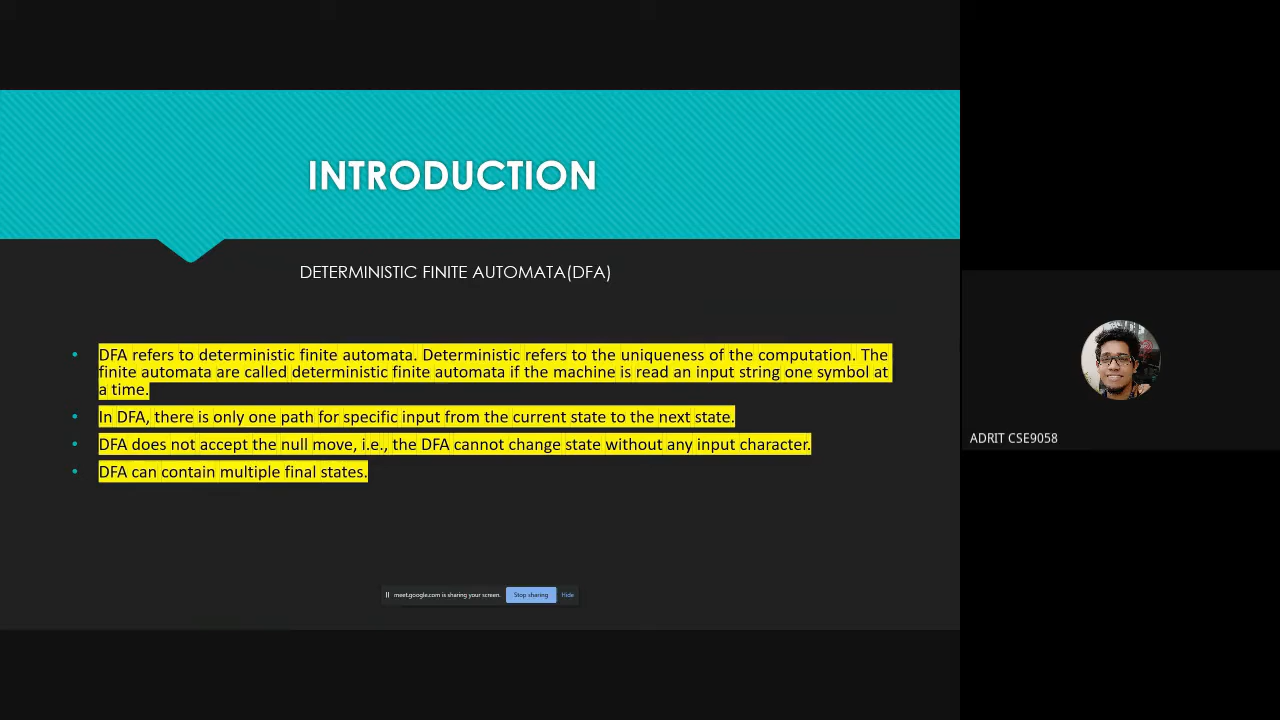 INTRODUCTION
DETERMINISTIC FINITE AUTOMATA(DFA)
• DFA refers to deterministic finite automata. Deterministic refers to the uniqueness of the computation. The
finite automata are called deterministic finite automata if the machine is read an input string one symbol at
a time.
• In DFA, there is only one path for specific input from the current state to the next state.
• DFA does not accept the null move, i.e., the DFA cannot change state without any input character.
• DFA can contain multiple final states.
meet.google.com is sharing your screen. Stop sharing Hide
ADRIT CSE9058